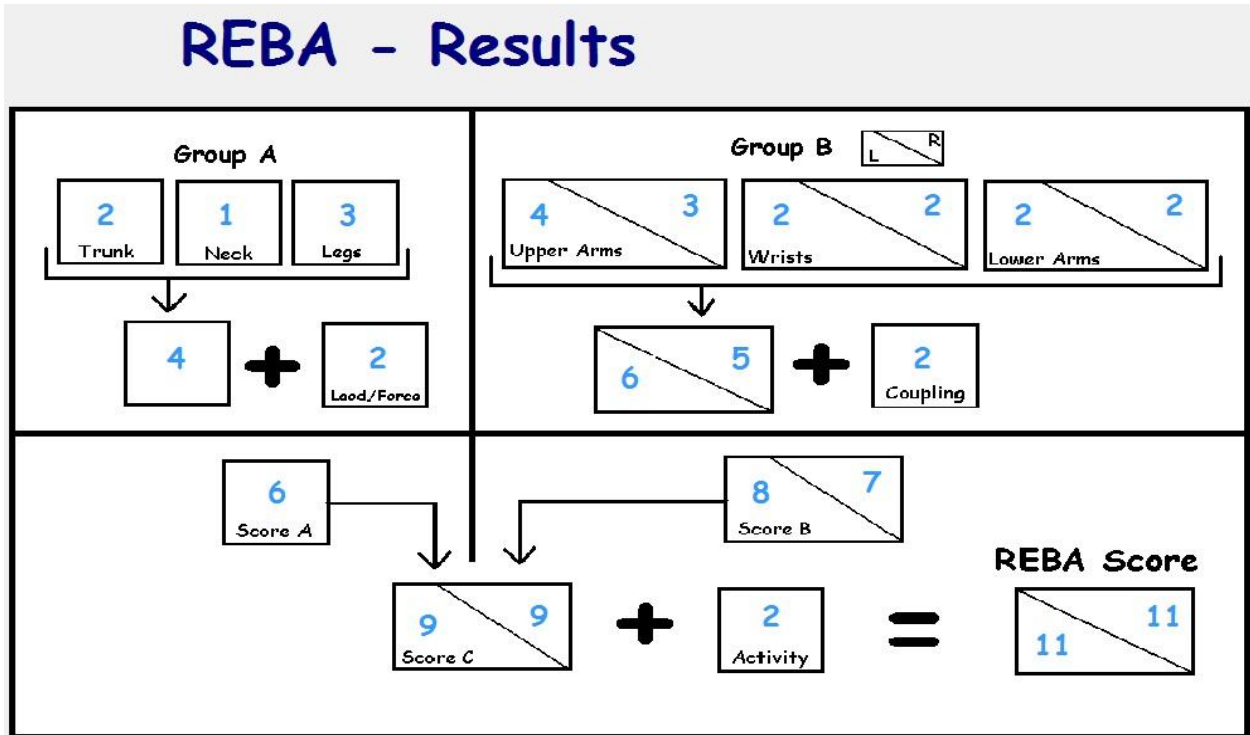 REBA - Results
Group A
Group B
L R
2 1 3
Trunk Neck Legs
4 3 2 2 2 2
Upper Arms Wrists Lower Arms
4 + 2
Load/Force
6 5 + 2
Coupling
6
Score A
8 7
Score B
REBA Score
9 9 + 2 = 11 11
Score C Activity